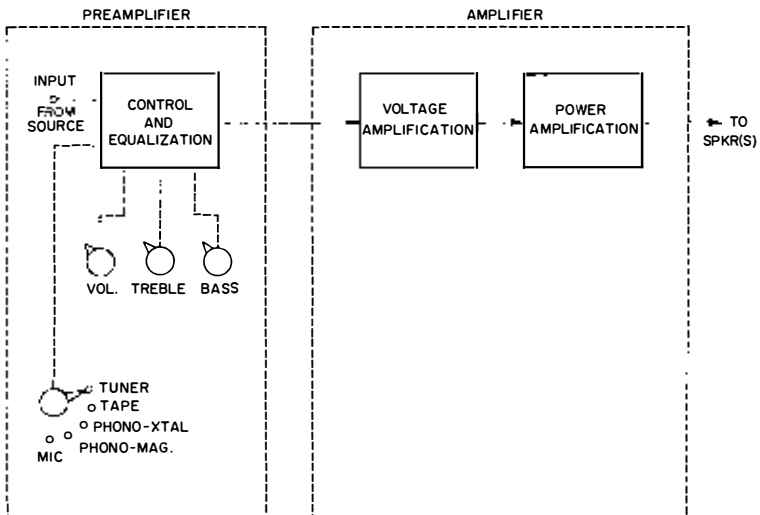 PREAMPLIFIER
AMPLIFIER
INPUT
FROM
SOURCE
CONTROL
AND
EQUALIZATION
VOLTAGE
AMPLIFICATION
POWER
AMPLIFICATION
TO
SPKR(S)
VOL.
TREBLE
BASS
TUNER
TAPE
PHONO-XTAL
PHONO-MAG.
MIC